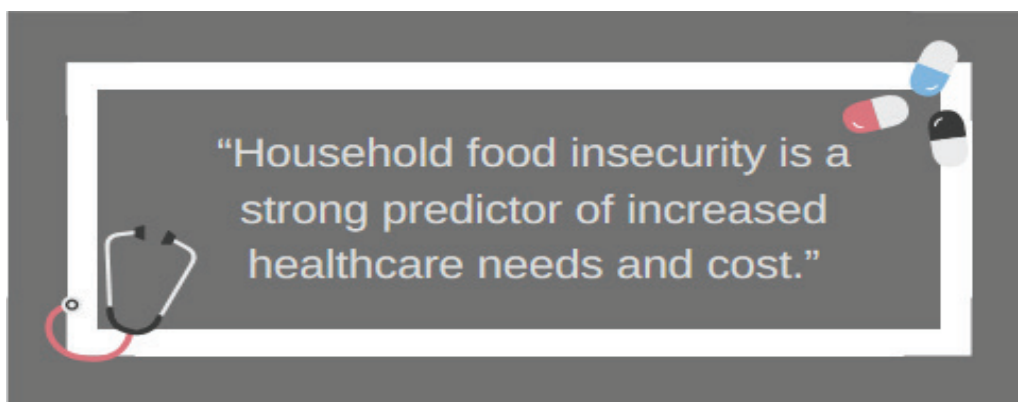 “Household food insecurity is a
strong predictor of increased
healthcare needs and cost.”